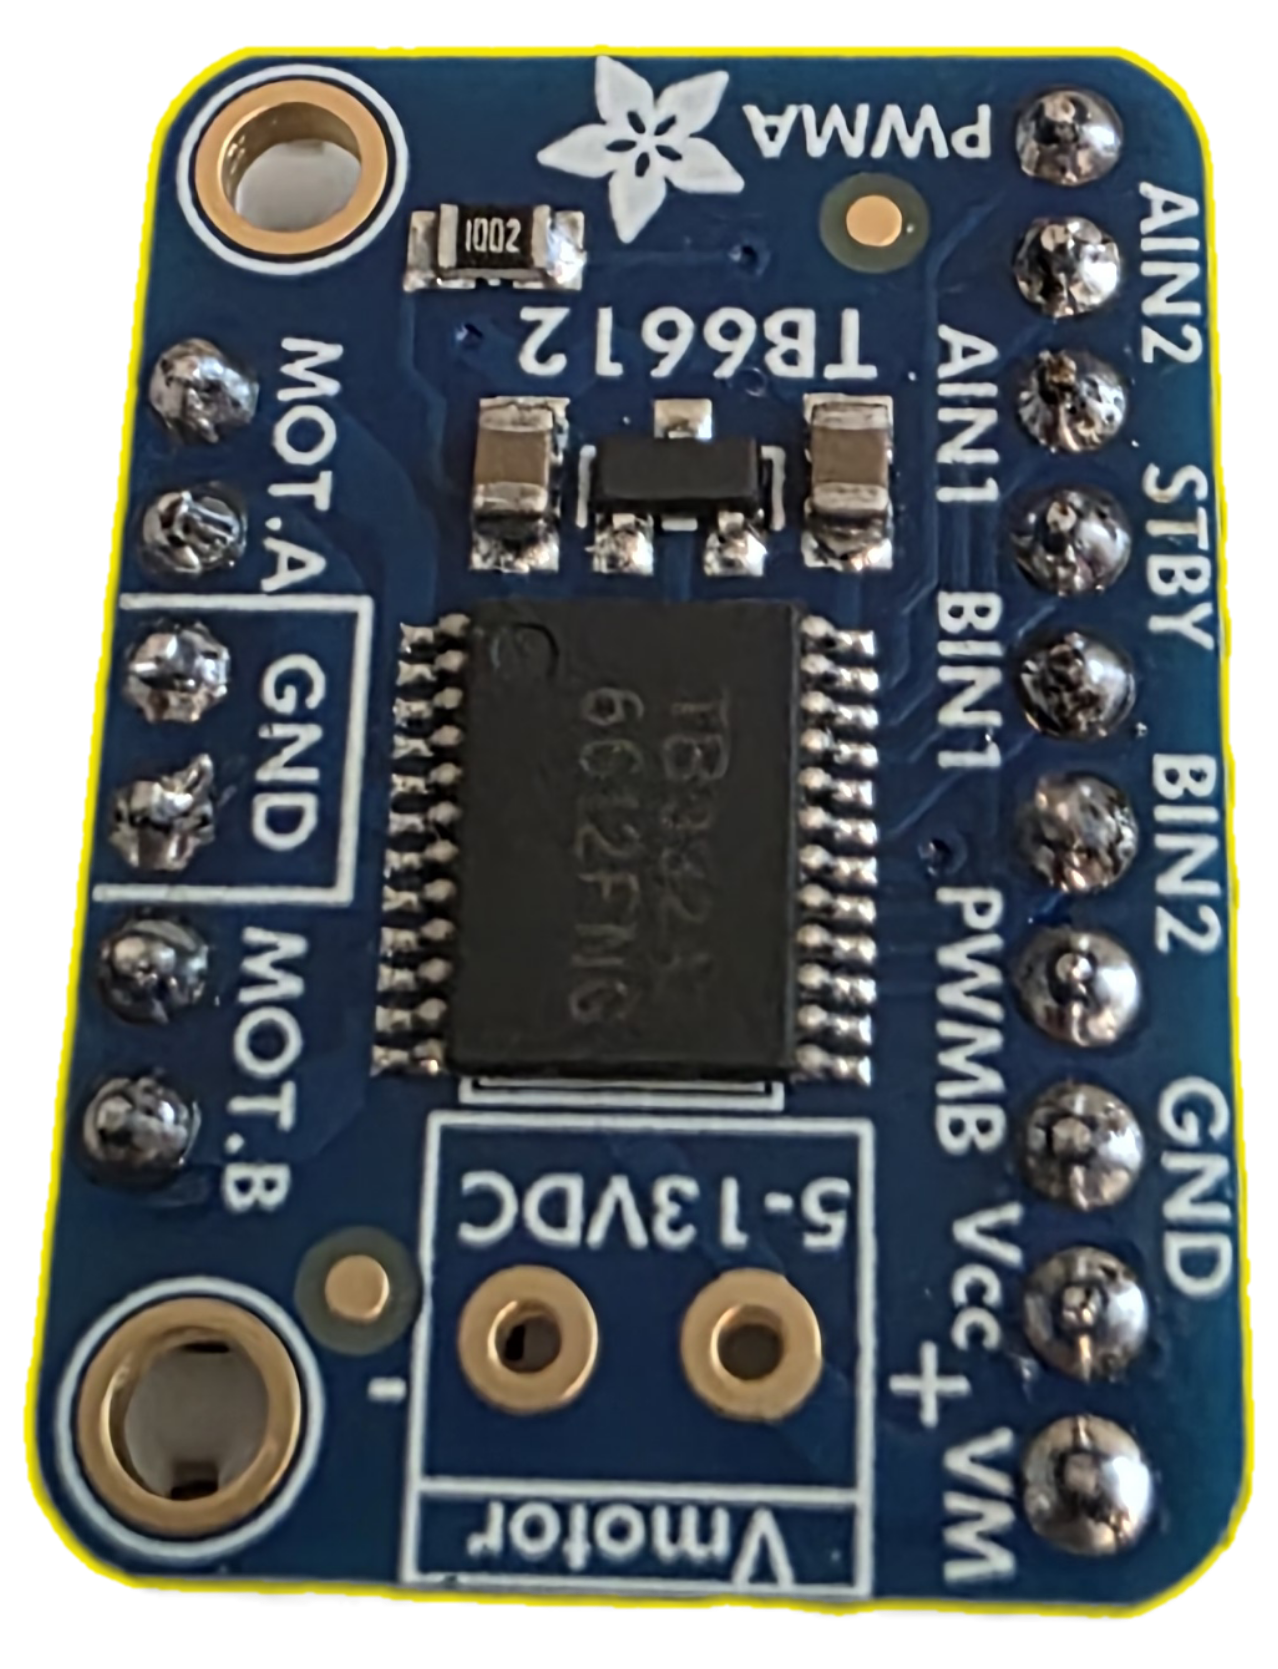 PWMA
AIN2
1002
TB6612
AIN1
MOT.A
STBY
BIN1
GND
6612FNG
BIN2
PWMB
MOT.B
GND
5-13VDC
Vcc
- +
VM
Vmotor